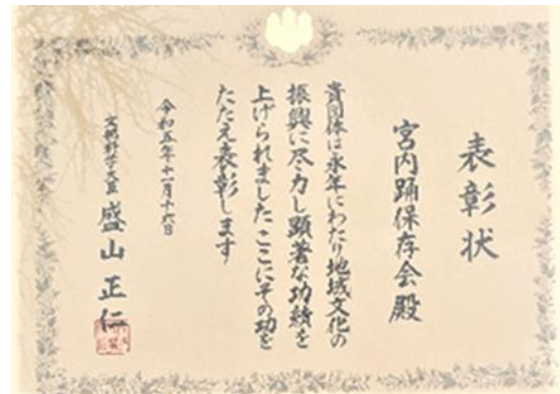 表彰状
宮内踊保存会殿
貴団体は永年にわたり地域文化の
振興に尽力し顕著な功績を
上げられましたここにその功を
たたえ表彰します
令和五年十一月十六日
文部科学大臣 盛山正仁